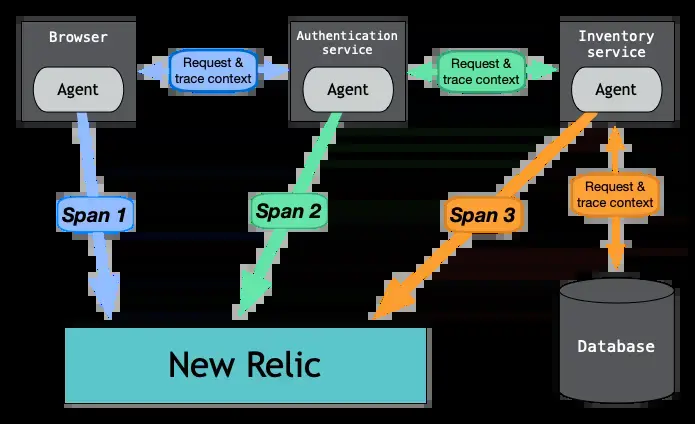 Browser
Agent
Request &
trace context
Authentication
service
Agent
Request &
trace context
Inventory
service
Agent
Span 1
Span 2
Span 3
Request &
trace context
New Relic
Database